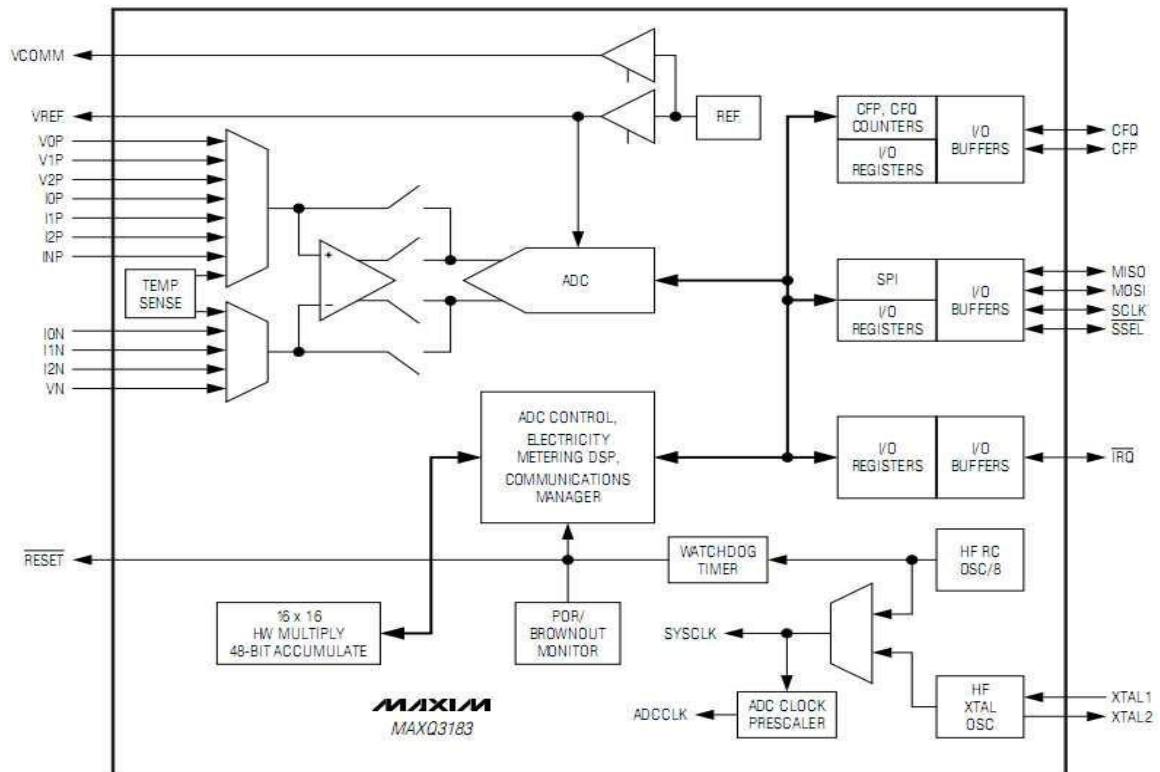 VCOMM
VREF
REF
V0P
V1P
V2P
I0P
I1P
I2P
INP
TEMP
SENSE
I0N
I1N
I2N
VN
+
−
ADC
CFP, CFQ
COUNTERS
I/O
REGISTERS
I/O
BUFFERS
CFQ
CFP
SPI
I/O
REGISTERS
I/O
BUFFERS
MISO
MOSI
SCLK
SSEL
ADC CONTROL,
ELECTRICITY
METERING DSP,
COMMUNICATIONS
MANAGER
I/O
REGISTERS
I/O
BUFFERS
IRQ
RESET
WATCHDOG
TIMER
HF RC
OSC/8
16 x 16
HW MULTIPLY
48-BIT ACCUMULATE
POR/
BROWNOUT
MONITOR
SYSCLK
ADCCLK
ADC CLOCK
PRESCALER
HF
XTAL
OSC
XTAL1
XTAL2
MAXIM
MAXQ3183